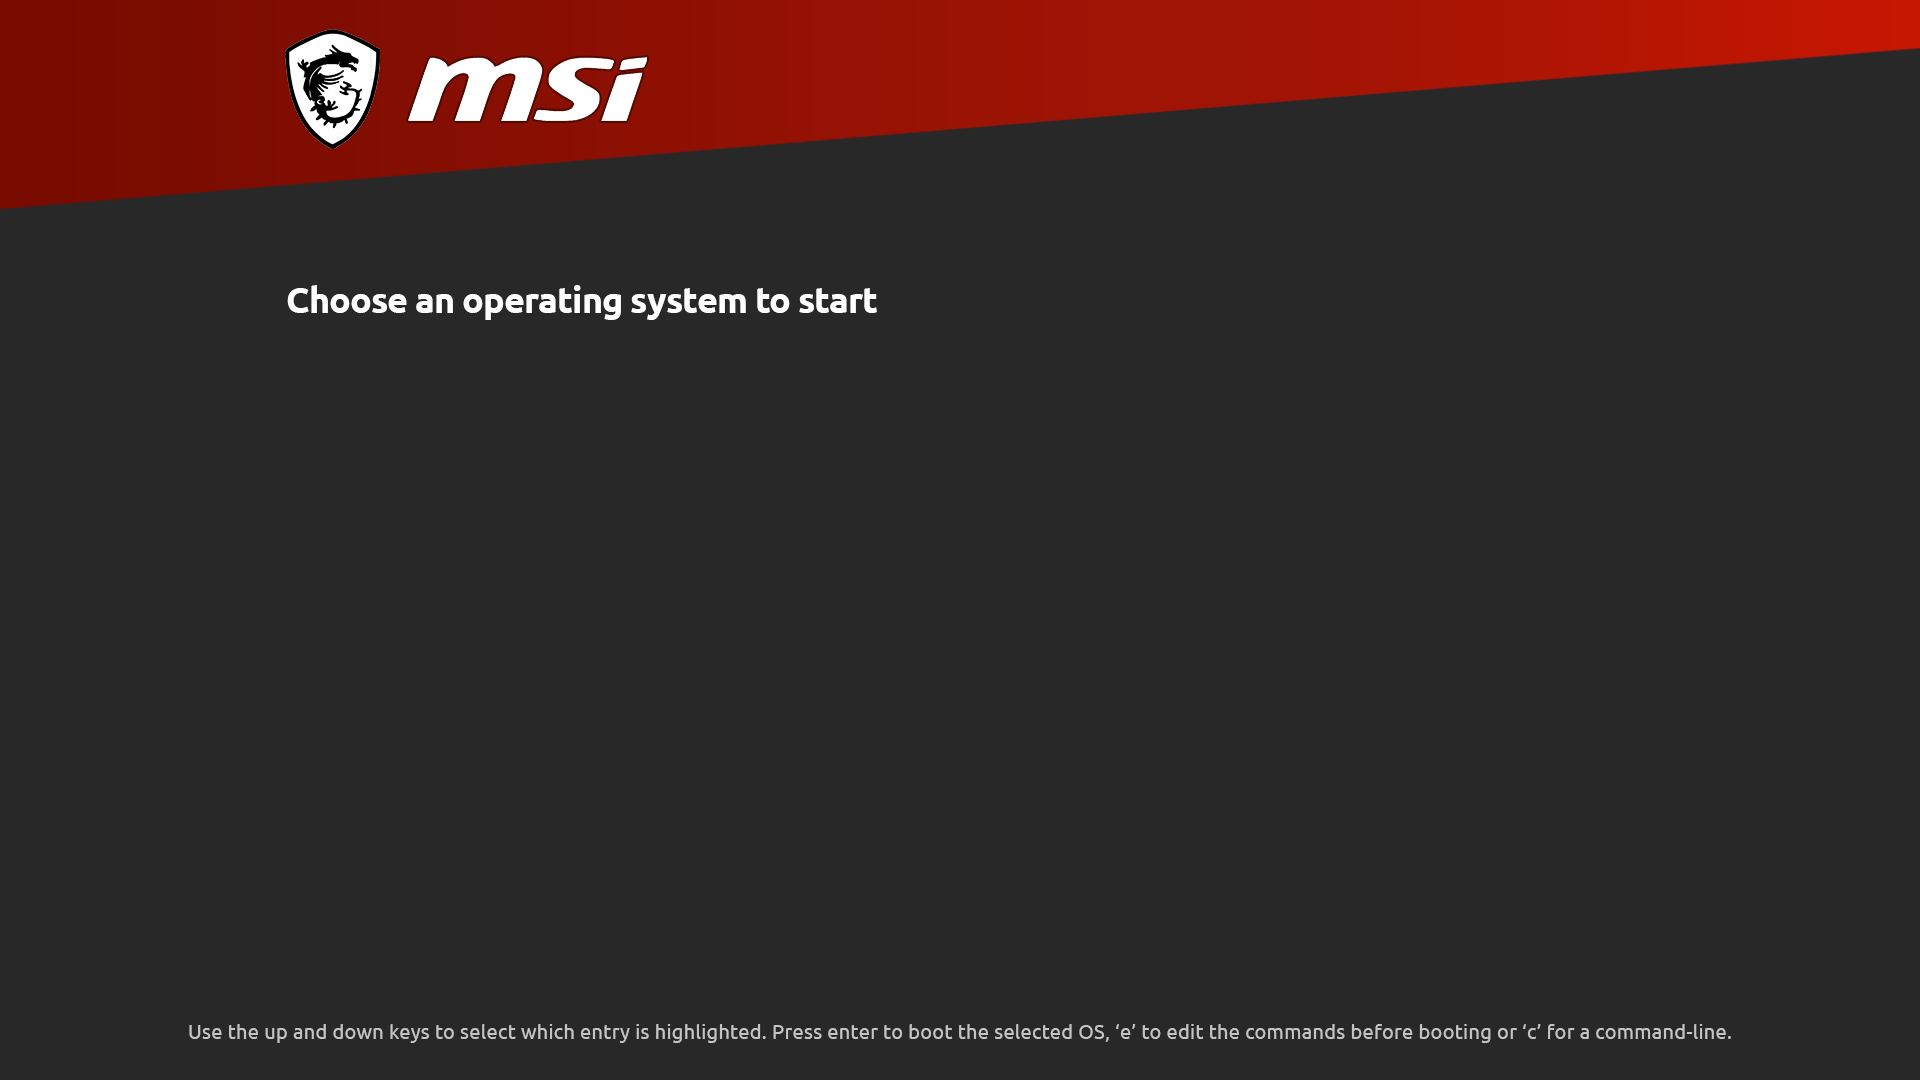 msi
Choose an operating system to start
Use the up and down keys to select which entry is highlighted. Press enter to boot the selected OS, ‘e’ to edit the commands before booting or ‘c’ for a command-line.